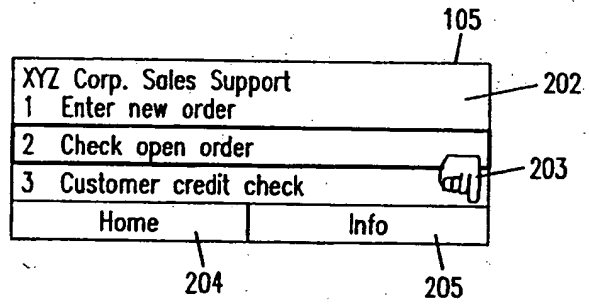 105
XYZ Corp. Sales Support
202
1 Enter new order
2 Check open order
203
3 Customer credit check
Home Info
204 205